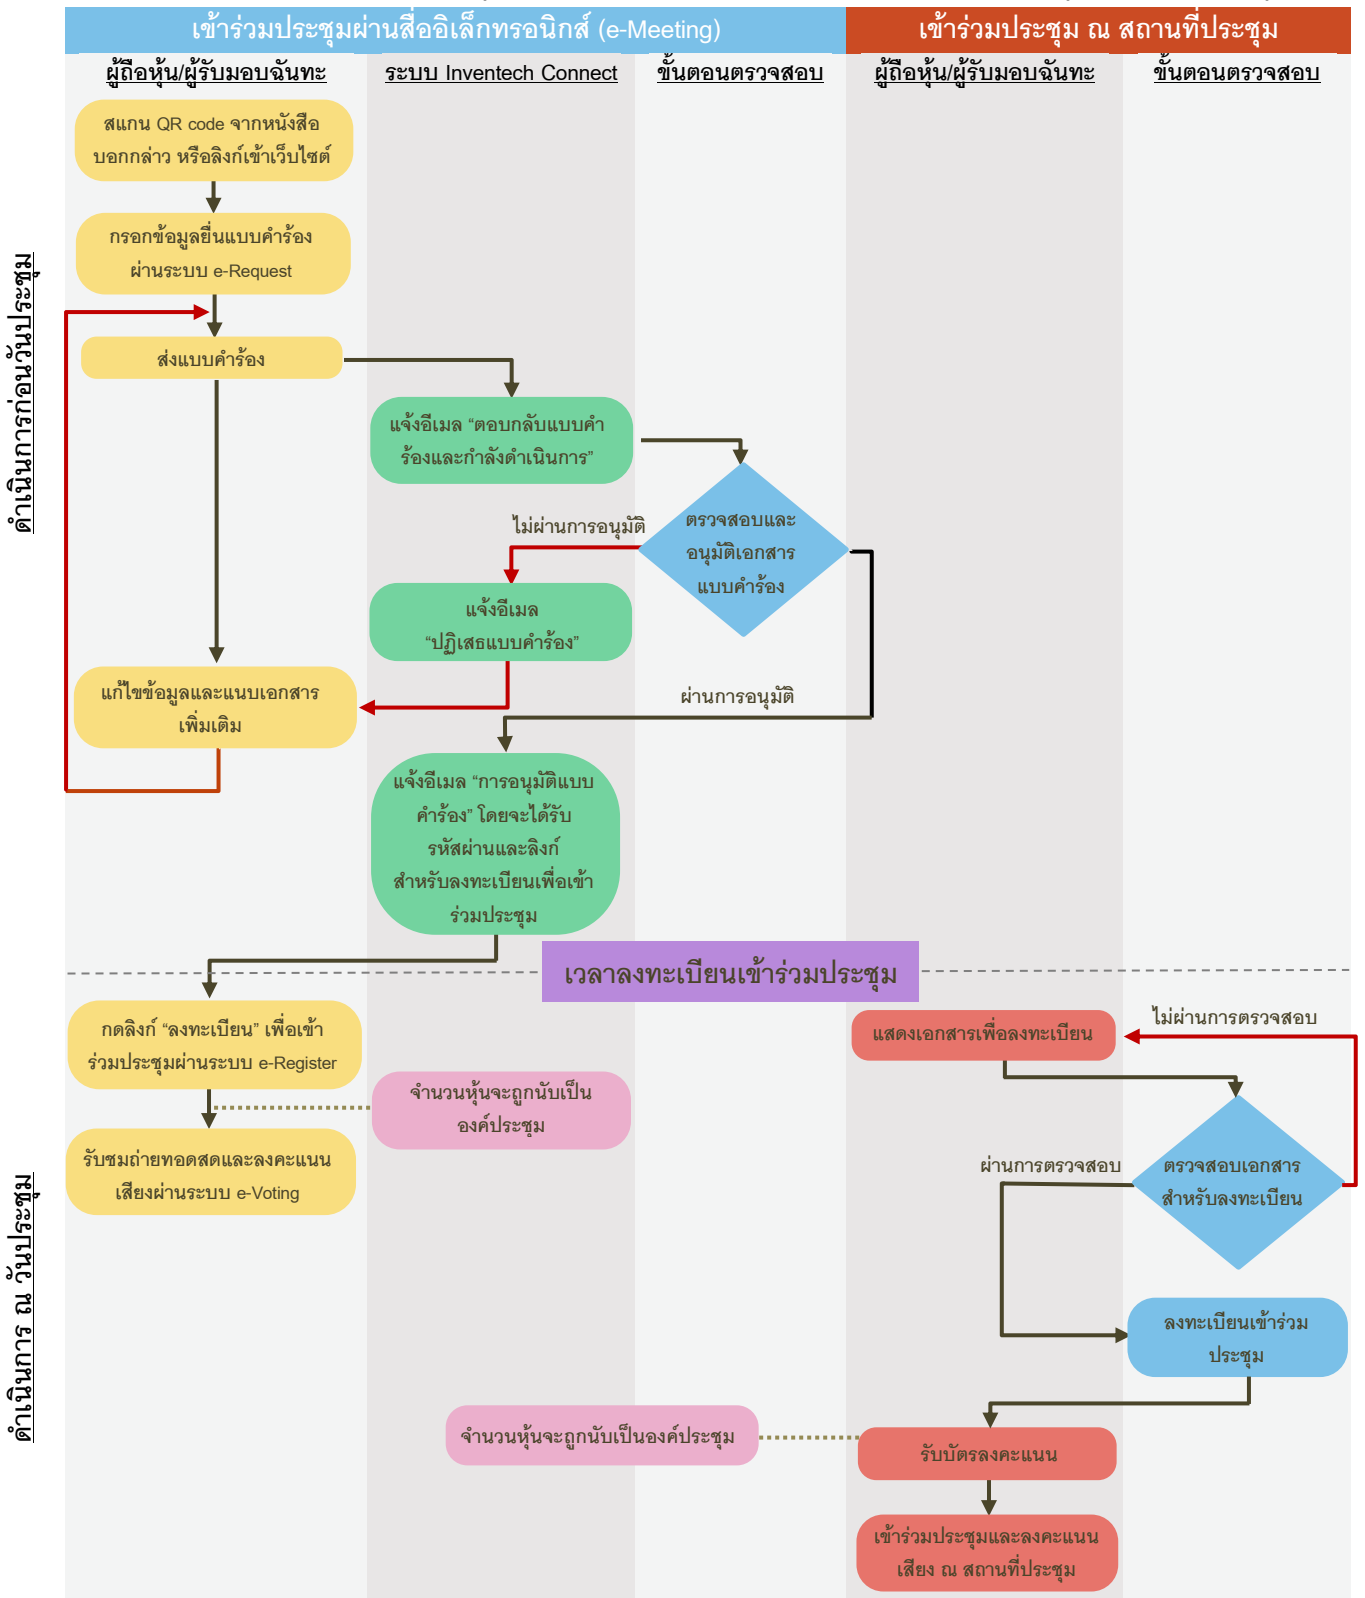 เข้าร่วมประชุมผ่านสื่ออิเล็กทรอนิกส์ (e-Meeting)
เข้าร่วมประชุม ณ สถานที่ประชุม
ผู้ถือหุ้น/ผู้รับมอบฉันทะ
ระบบ Inventech Connect
ขั้นตอนตรวจสอบ
ผู้ถือหุ้น/ผู้รับมอบฉันทะ
ขั้นตอนตรวจสอบ
ดำเนินการก่อนวันประชุม
สแกน QR code จากหนังสือ
บอกกล่าว หรือลิงก์เข้าเว็บไซต์
กรอกข้อมูลยื่นแบบคำร้อง
ผ่านระบบ e-Request
ส่งแบบคำร้อง
แจ้งอีเมล “ตอบกลับแบบคำ
ร้องและกำลังดำเนินการ”
ตรวจสอบและ
อนุมัติเอกสาร
แบบคำร้อง
ไม่ผ่านการอนุมัติ
แจ้งอีเมล
“ปฏิเสธแบบคำร้อง”
แก้ไขข้อมูลและแนบเอกสาร
เพิ่มเติม
ผ่านการอนุมัติ
แจ้งอีเมล “การอนุมัติแบบ
คำร้อง” โดยจะได้รับ
รหัสผ่านและลิงก์
สำหรับลงทะเบียนเพื่อเข้า
ร่วมประชุม
เวลาลงทะเบียนเข้าร่วมประชุม
ดำเนินการ ณ วันประชุม
กดลิงก์ “ลงทะเบียน” เพื่อเข้า
ร่วมประชุมผ่านระบบ e-Register
จำนวนหุ้นจะถูกนับเป็น
องค์ประชุม
รับชมถ่ายทอดสดและลงคะแนน
เสียงผ่านระบบ e-Voting
แสดงเอกสารเพื่อลงทะเบียน
ไม่ผ่านการตรวจสอบ
ผ่านการตรวจสอบ
ตรวจสอบเอกสาร
สำหรับลงทะเบียน
ลงทะเบียนเข้าร่วม
ประชุม
จำนวนหุ้นจะถูกนับเป็นองค์ประชุม
รับบัตรลงคะแนน
เข้าร่วมประชุมและลงคะแนน
เสียง ณ สถานที่ประชุม